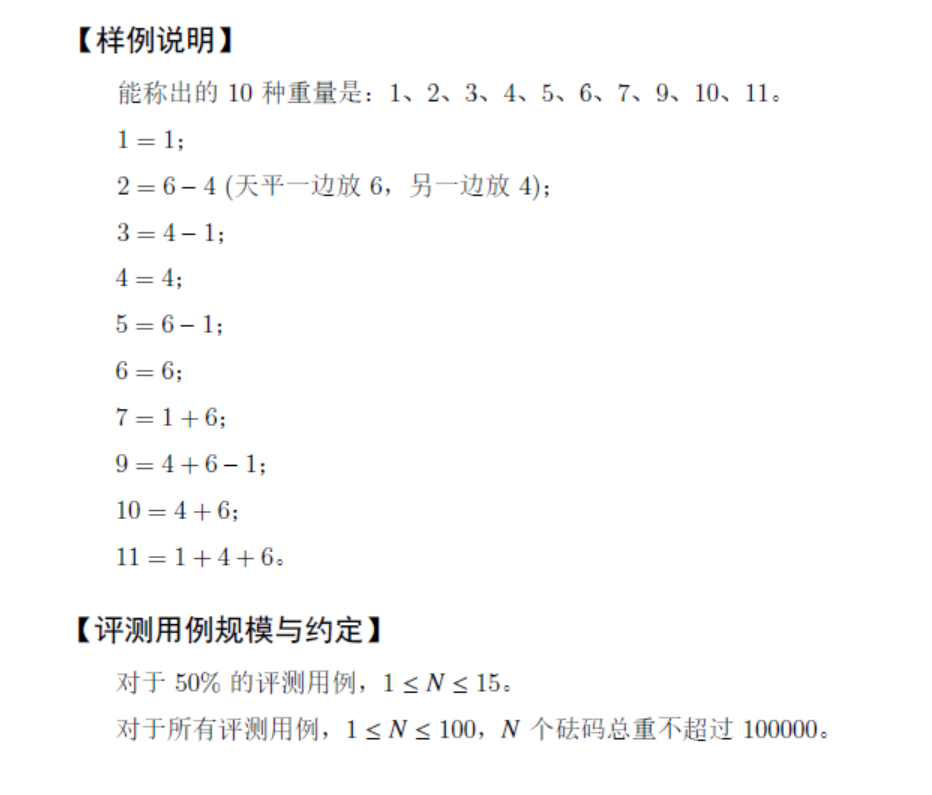 【样例说明】
能称出的 10 种重量是：1、2、3、4、5、6、7、9、10、11。
1 = 1；
2 = 6 − 4 (天平一边放 6，另一边放 4)；
3 = 4 − 1；
4 = 4；
5 = 6 − 1；
6 = 6；
7 = 1 + 6；
9 = 4 + 6 − 1；
10 = 4 + 6；
11 = 1 + 4 + 6。
【评测用例规模与约定】
对于 50% 的评测用例，1 ≤ N ≤ 15。
对于所有评测用例，1 ≤ N ≤ 100，N 个砝码总重不超过 100000。